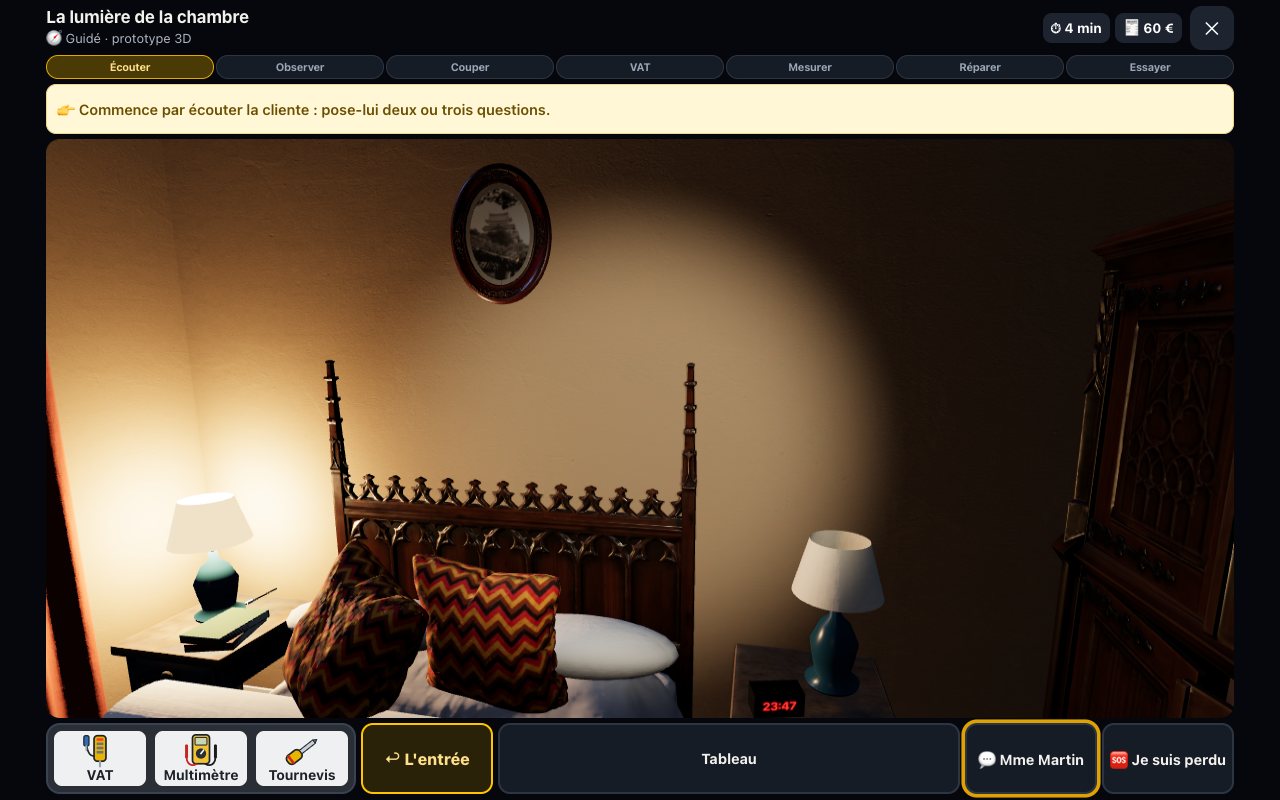 La lumière de la chambre
🧭 Guidé · prototype 3D
⏱ 4 min
🧾 60 €
✕
Écouter
Observer
Couper
VAT
Mesurer
Réparer
Essayer
👉 Commence par écouter la cliente : pose-lui deux ou trois questions.
23:47
VAT
Multimètre
Tournevis
↩ L'entrée
Tableau
💬 Mme Martin
🆘 Je suis perdu